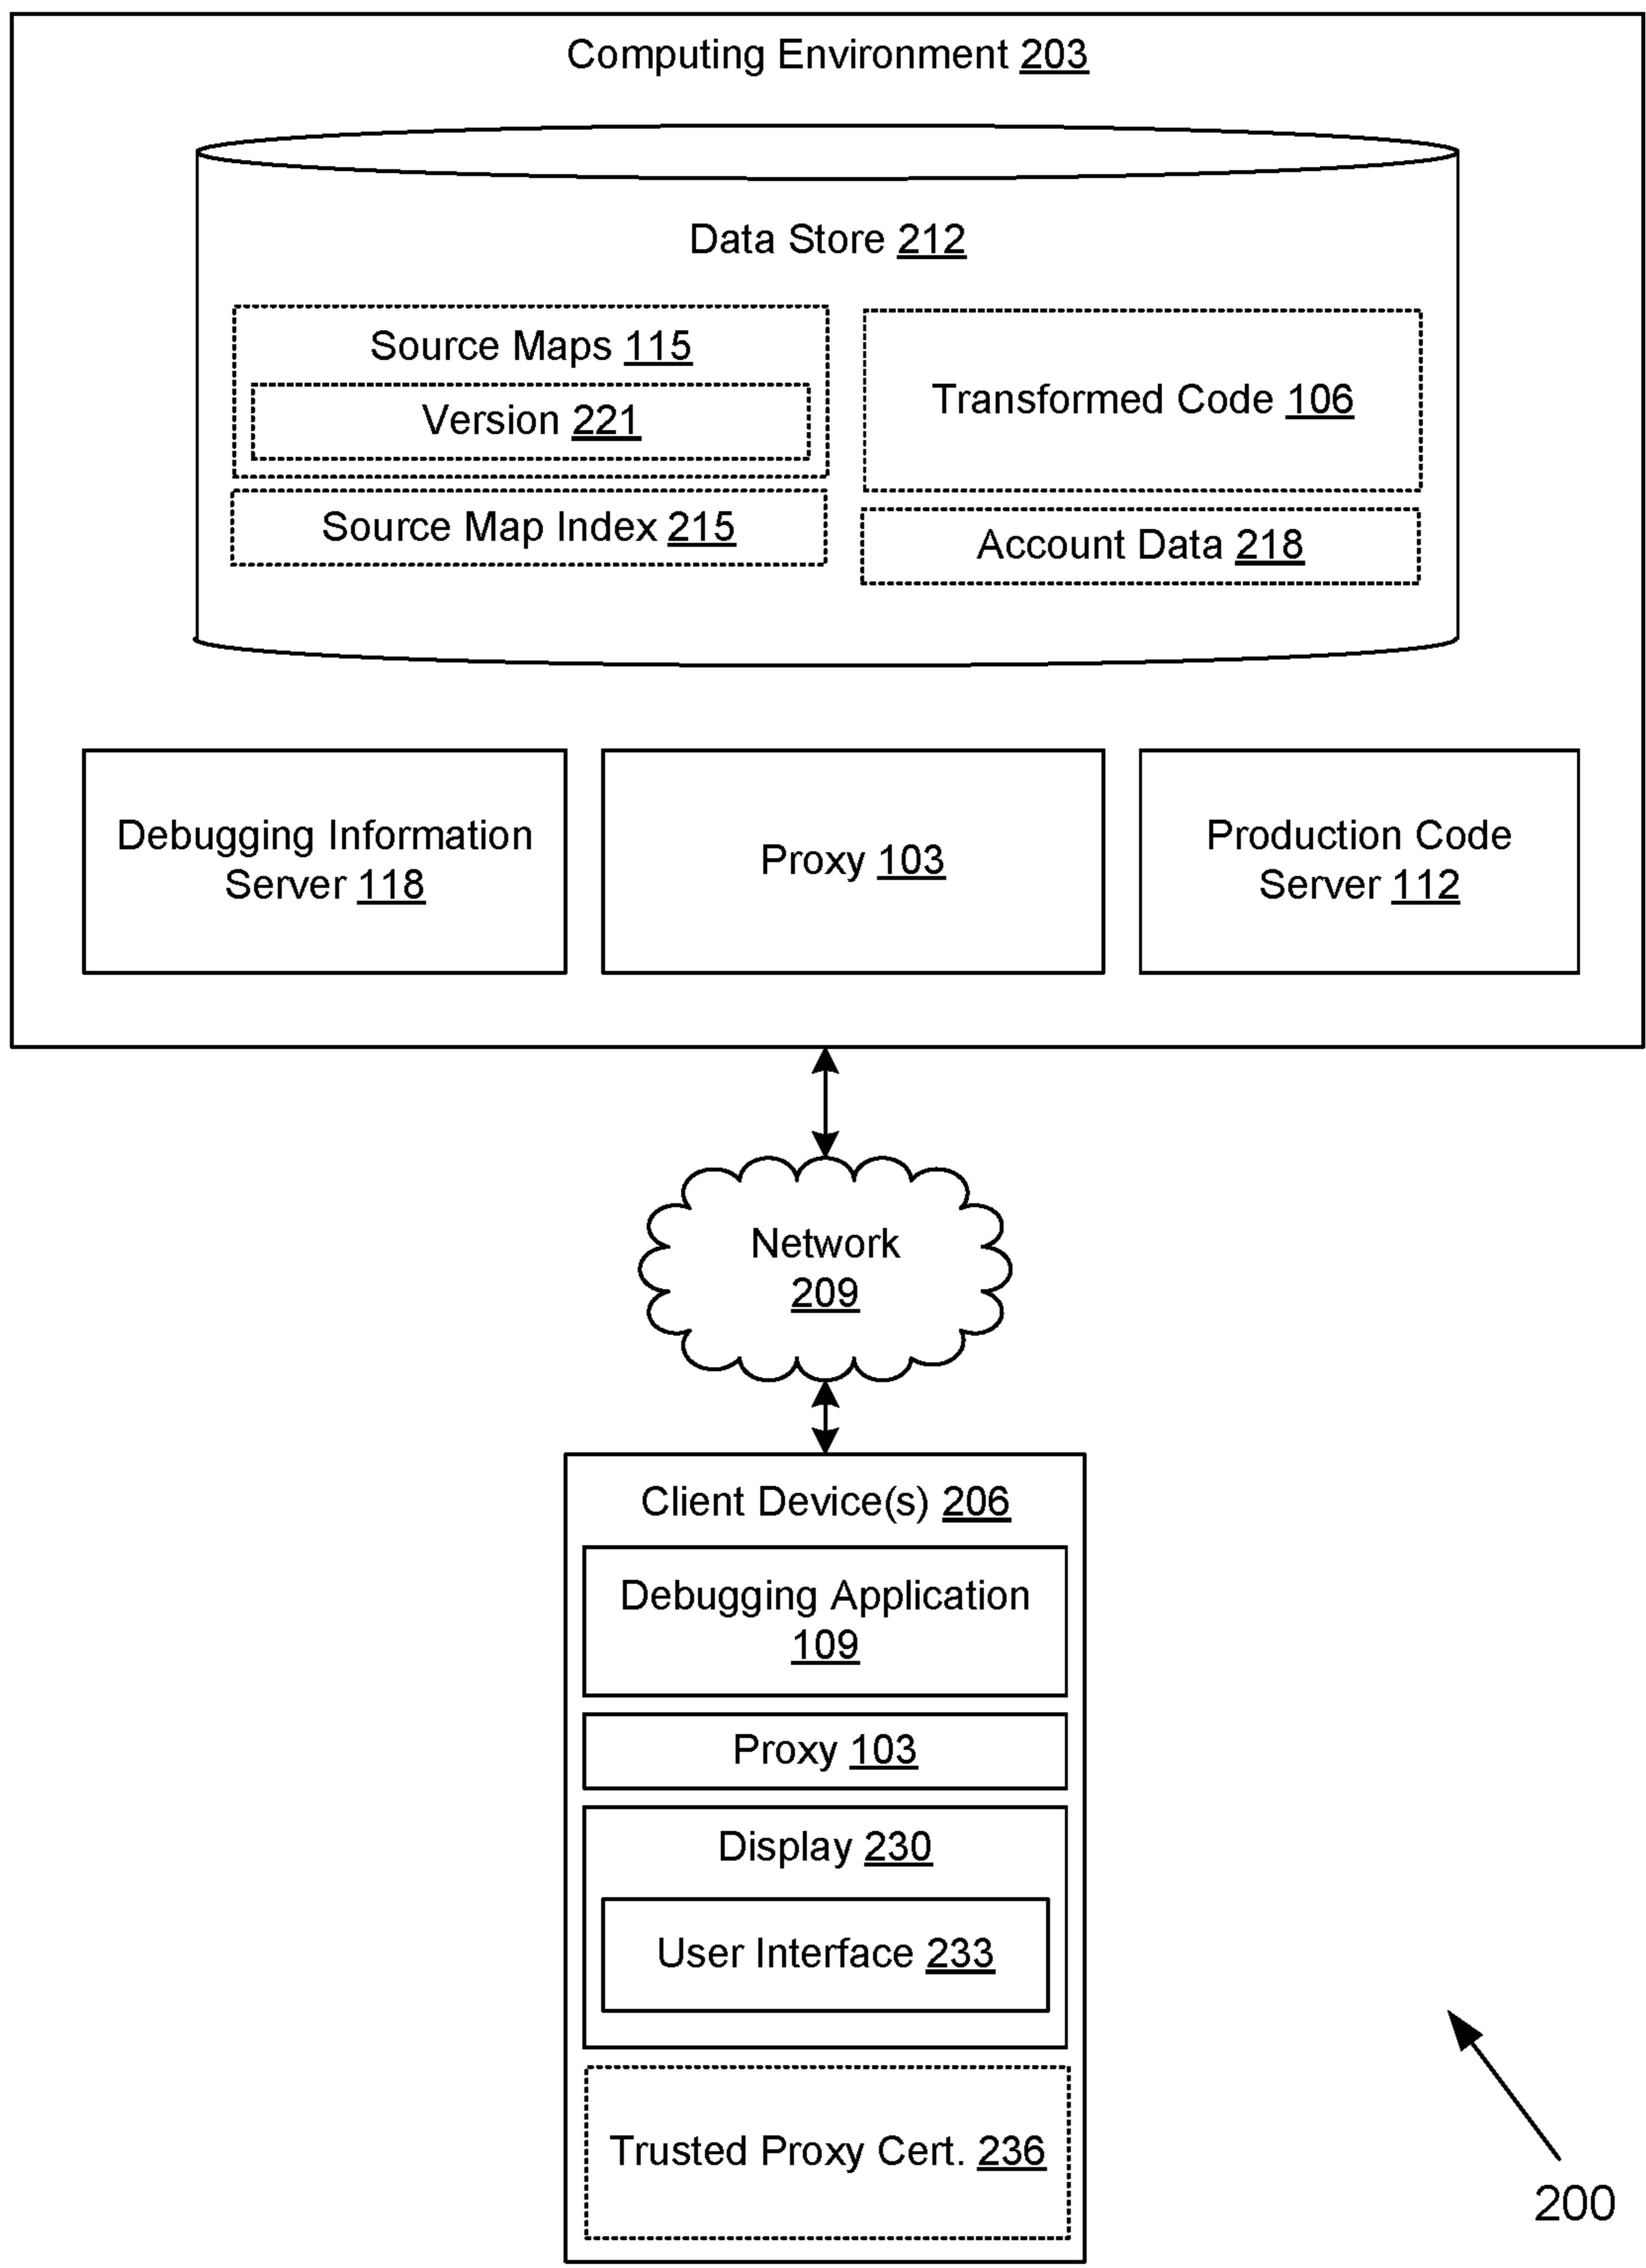 Computing Environment 203
Data Store 212
Source Maps 115
Version 221
Source Map Index 215
Transformed Code 106
Account Data 218
Debugging Information
Server 118
Proxy 103
Production Code
Server 112
Network
209
Client Device(s) 206
Debugging Application
109
Proxy 103
Display 230
User Interface 233
Trusted Proxy Cert. 236
200